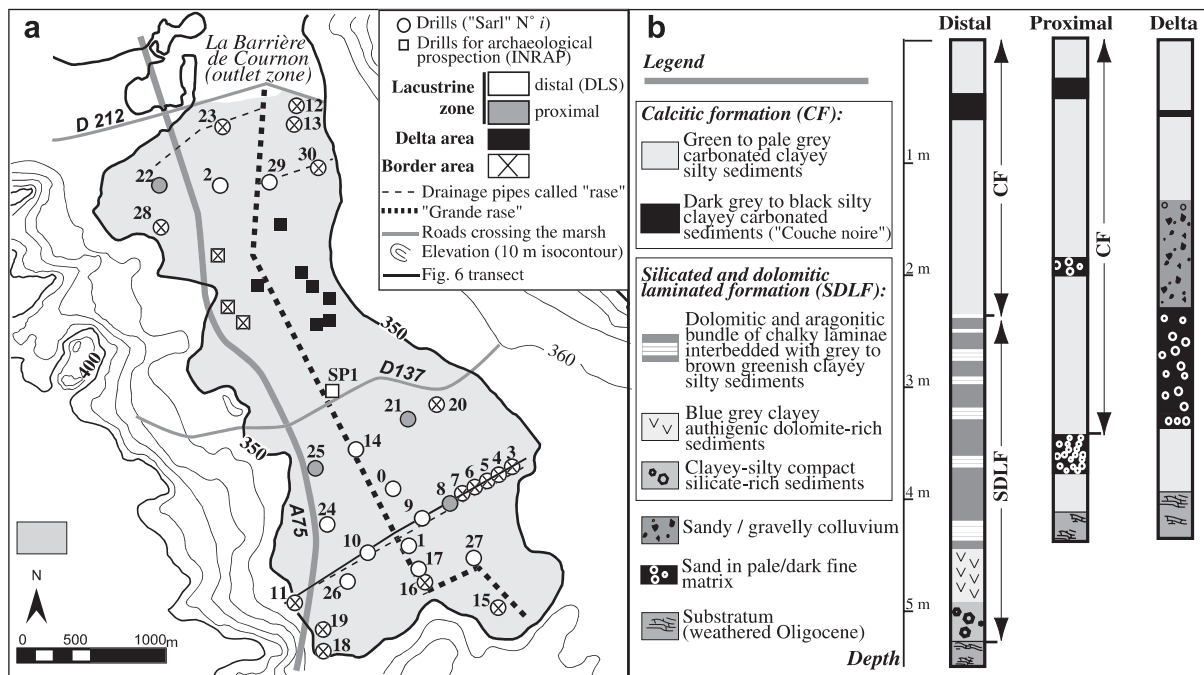 a
La Barrière
de Cournon
(outlet zone)
D 212
Drills ("Sarl" N° i)
Drills for archaeological
prospection (INRAP)
Lacustrine
zone
distal (DLS)
proximal
Delta area
Border area
Drainage pipes called "rase"
"Grande rase"
Roads crossing the marsh
Elevation (10 m isocontour)
Fig. 6 transect
12
13
23
30
29
22
2
28
350
360
400
SP1
D137
20
21
14
350
25
3
4
5
6
7
8
0
9
24
A75
10
1
27
17
16
26
11
15
19
18
N
0 500 1000m
b
Distal Proximal Delta
Legend
Calcitic formation (CF):
Green to pale grey
carbonated clayey
silty sediments
Dark grey to black silty
clayey carbonated
sediments ("Couche noire")
Silicated and dolomitic
laminated formation (SDLF):
Dolomitic and aragonitic
bundle of chalky laminae
interbedded with grey to
brown greenish clayey
silty sediments
Blue grey clayey
authigenic dolomite-rich
sediments
Clayey-silty compact
silicate-rich sediments
Sandy / gravelly colluvium
Sand in pale/dark fine
matrix
Substratum
(weathered Oligocene)
1 m
2 m
3 m
4 m
5 m
Depth
CF
SDLF
CF